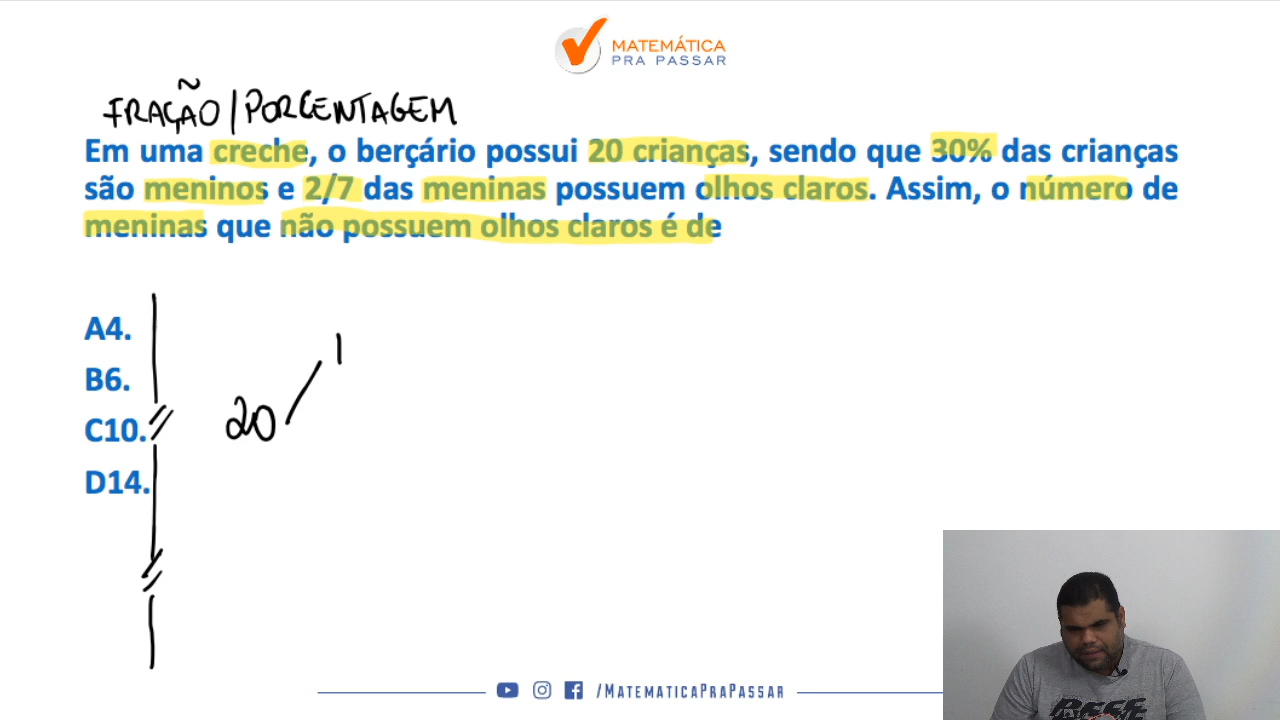 MATEMÁTICA
PRA PASSAR
FRAÇÃO/PORCENTAGEM
Em uma creche, o berçário possui 20 crianças, sendo que 30% das crianças
são meninos e 2/7 das meninas possuem olhos claros. Assim, o número de
meninas que não possuem olhos claros é de
A4.
B6.
C10.
D14.
20
/MATEMATICAPRAPASSAR